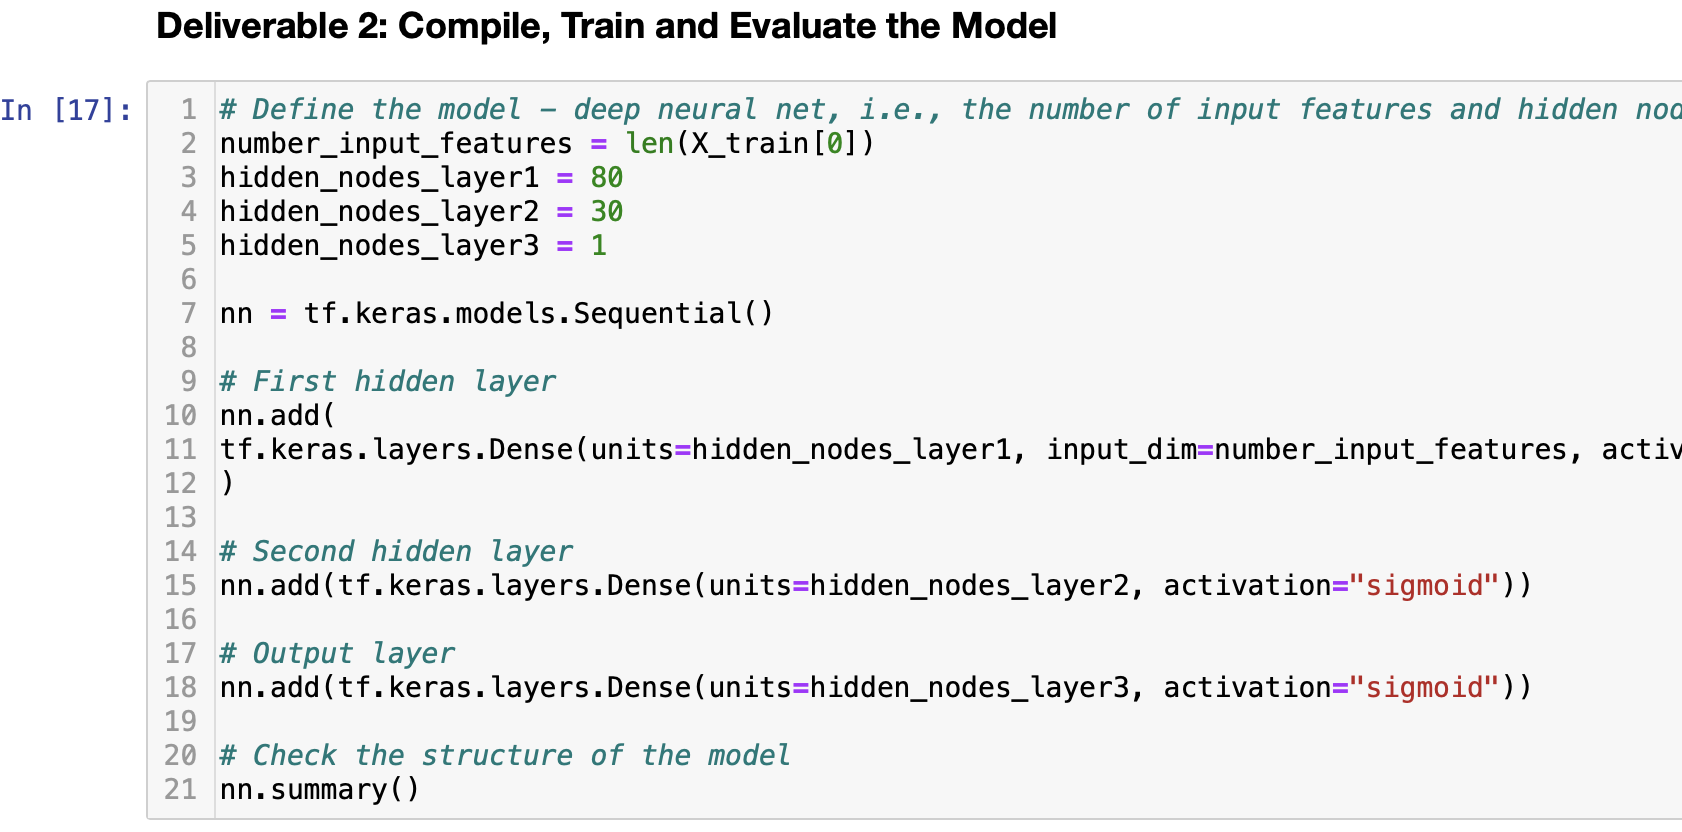 Deliverable 2: Compile, Train and Evaluate the Model
In [17]:
1 # Define the model – deep neural net, i.e., the number of input features and hidden nod
2 number_input_features = len(X_train[0])
3 hidden_nodes_layer1 = 80
4 hidden_nodes_layer2 = 30
5 hidden_nodes_layer3 = 1
6
7 nn = tf.keras.models.Sequential()
8
9 # First hidden layer
10 nn.add(
11 tf.keras.layers.Dense(units=hidden_nodes_layer1, input_dim=number_input_features, activ
12 )
13
14 # Second hidden layer
15 nn.add(tf.keras.layers.Dense(units=hidden_nodes_layer2, activation="sigmoid"))
16
17 # Output layer
18 nn.add(tf.keras.layers.Dense(units=hidden_nodes_layer3, activation="sigmoid"))
19
20 # Check the structure of the model
21 nn.summary()